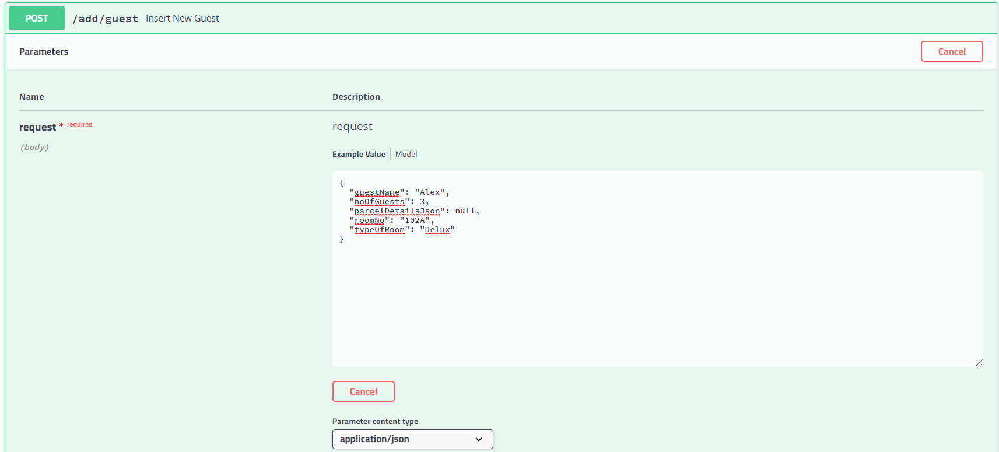 POST /add/guest Insert New Guest
Parameters
Cancel
Name Description
request * required request
(body)
Example Value Model
{
"guestName": "Alex",
"noOfGuests": 3,
"parcelDetailsJson": null,
"roomNo": "102A",
"typeOfRoom": "Delux"
}
Cancel
Parameter content type
application/json